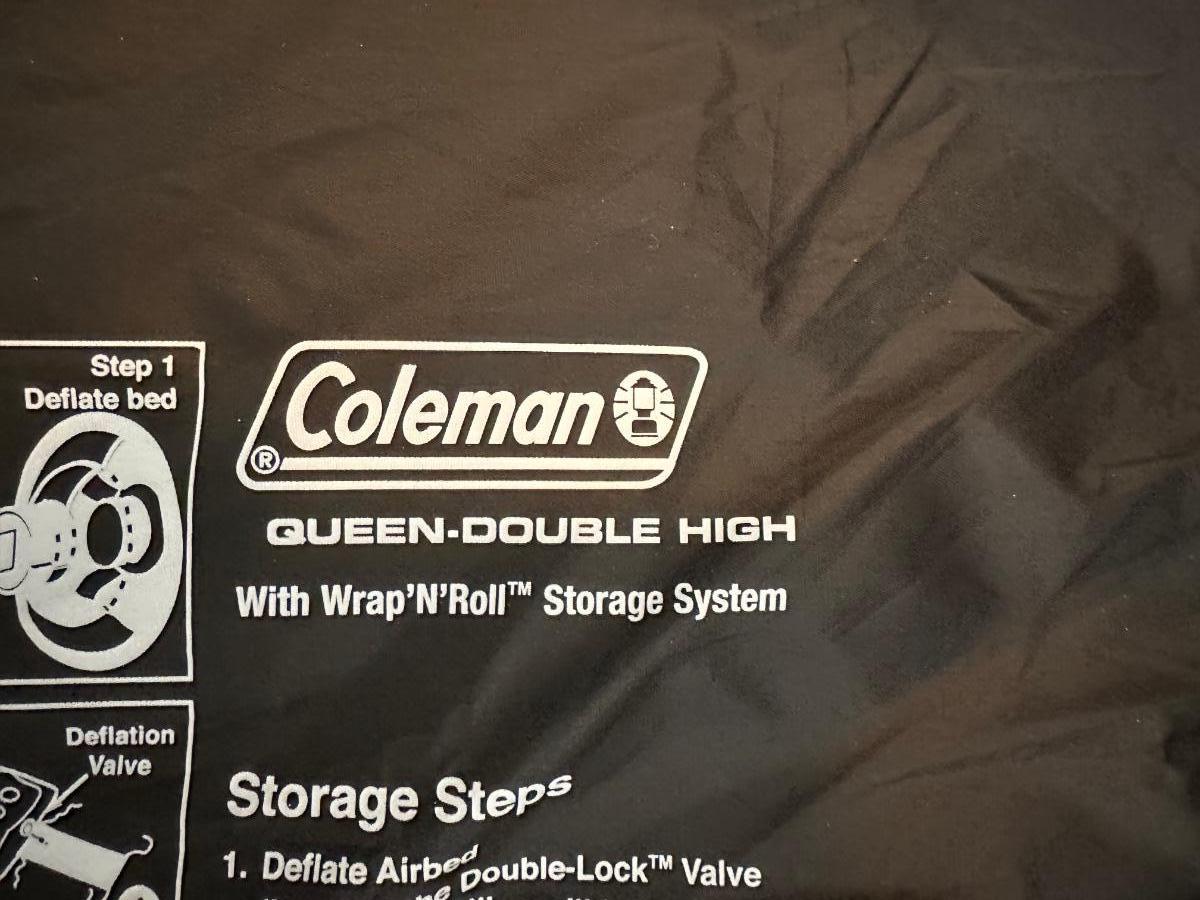 Step 1
Deflate bed
Coleman
®
QUEEN-DOUBLE HIGH
With Wrap'N'Roll™ Storage System
Deflation
Valve
Storage Steps
1. Deflate Airbed Double-Lock™ Valve